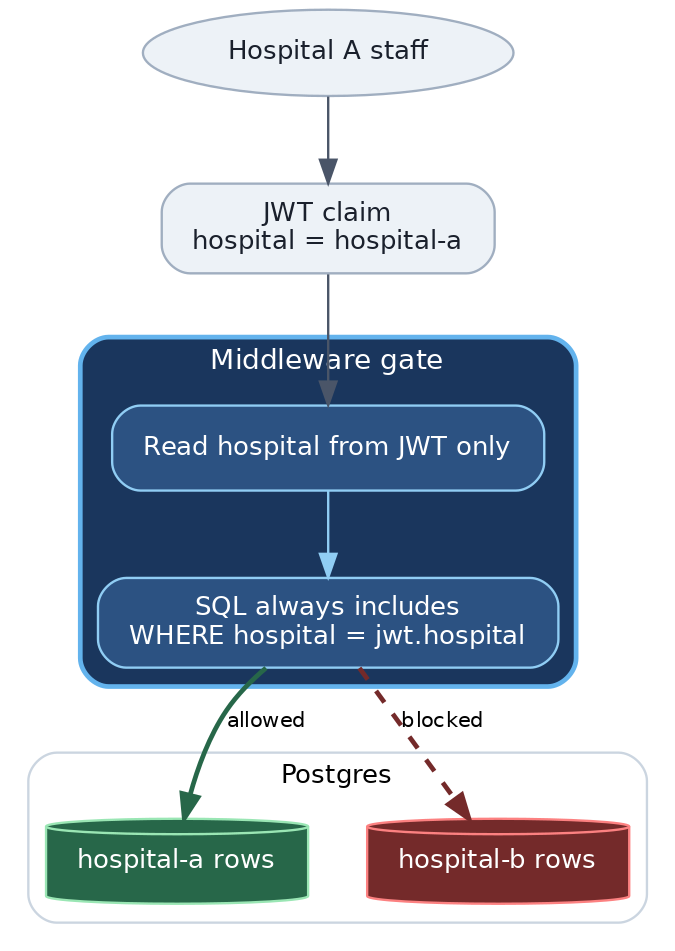 Hospital A staff
JWT claim
hospital = hospital-a
Middleware gate
Read hospital from JWT only
SQL always includes
WHERE hospital = jwt.hospital
allowed
blocked
Postgres
hospital-a rows
hospital-b rows